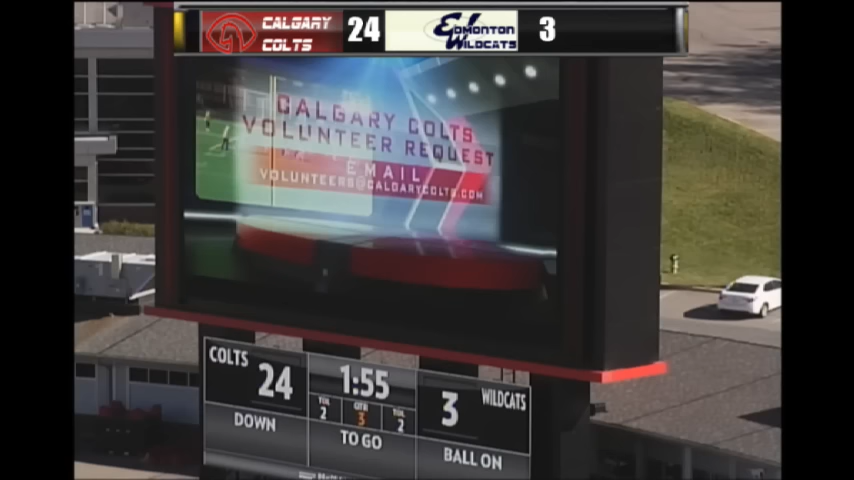 CALGARY
COLTS
24
EDMONTON
WILDCATS
3
CALGARY COLTS
VOLUNTEER REQUEST
EMAIL
VOLUNTEERS@CALGARYCOLTS.COM
COLTS 24
1:55
3 WILDCATS
TOL 2
QTR 3
TOL 2
DOWN
TO GO
BALL ON